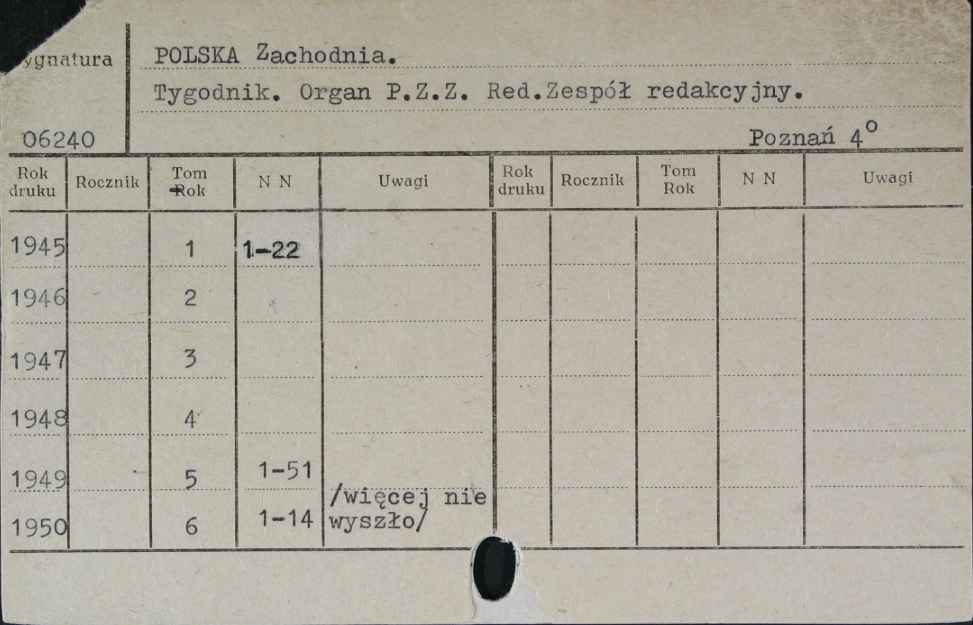 Sygnatura
POLSKA Zachodnia.
Tygodnik. Organ P.Z.Z. Red.Zespół redakcyjny.
06240
Poznań 4⁰
Rok druku Rocznik Tom Rok N N Uwagi Rok druku Rocznik Tom Rok N N Uwagi
1945 1 1-22
1946 2
1947 3
1948 4
1949 5 1-51
/więcej nie
1950 6 1-14 wyszło/